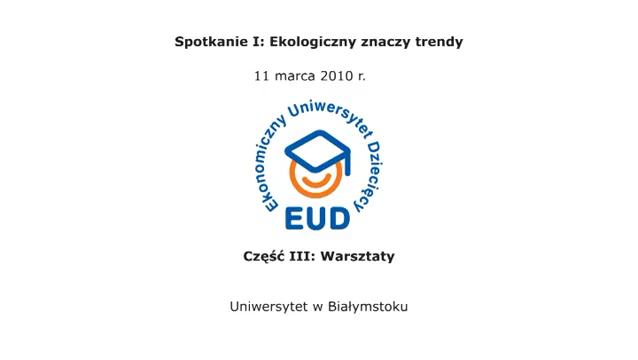 Spotkanie I: Ekologiczny znaczy trendy
11 marca 2010 r.
Ekonomiczny Uniwersytet Dziecięcy
EUD
Część III: Warsztaty
Uniwersytet w Białymstoku